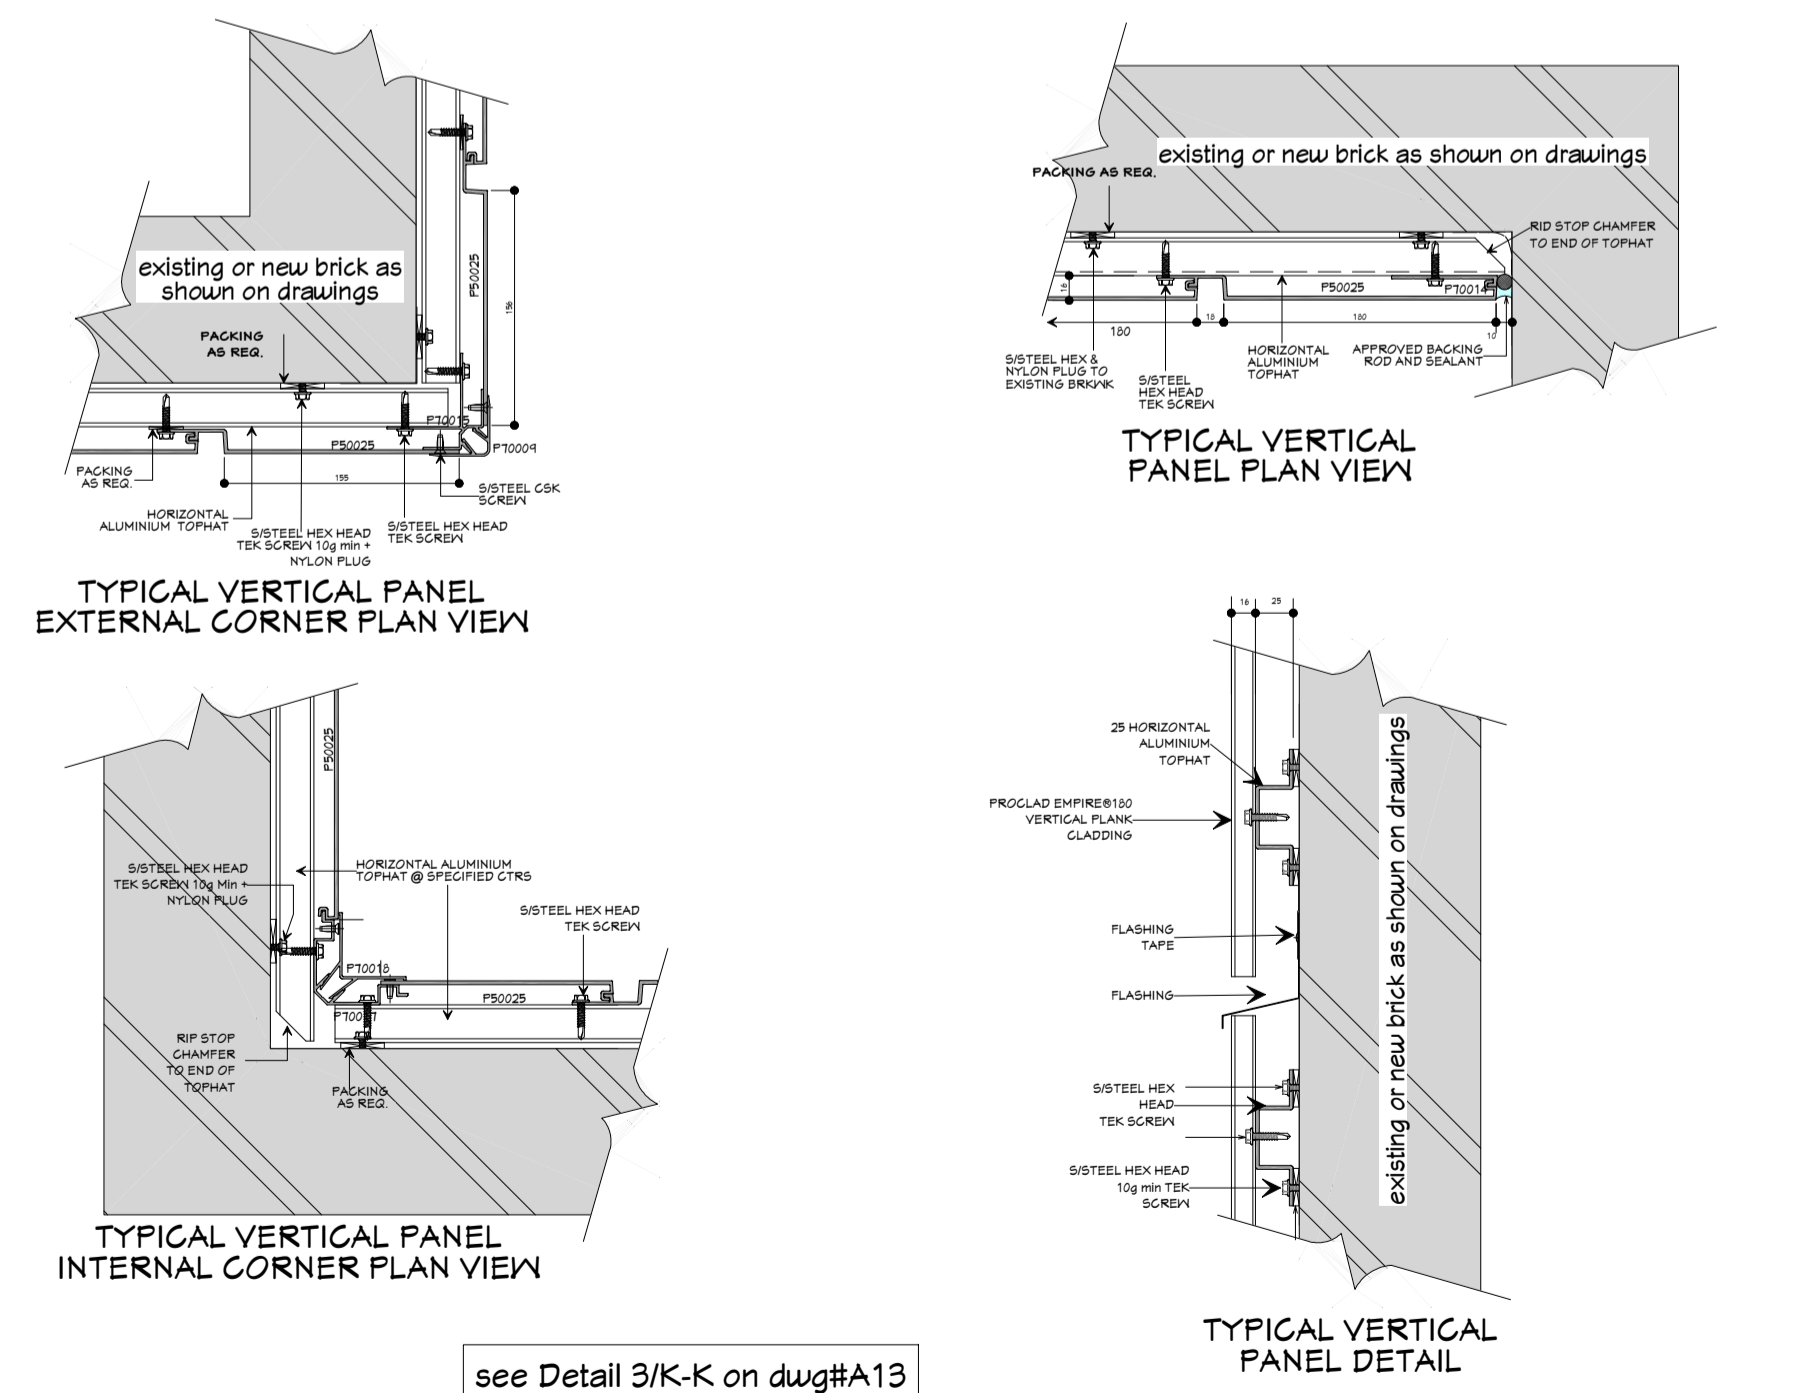 existing or new brick as
shown on drawings
PACKING
AS REQ.
P50025
156
P70015
P50025
P70009
155
PACKING
AS REQ.
S/STEEL CSK
SCREW
HORIZONTAL
ALUMINIUM TOPHAT
S/STEEL HEX HEAD
TEK SCREW 10g min +
NYLON PLUG
S/STEEL HEX HEAD
TEK SCREW
TYPICAL VERTICAL PANEL
EXTERNAL CORNER PLAN VIEW
existing or new brick as shown on drawings
PACKING AS REQ.
RID STOP CHAMFER
TO END OF TOPHAT
16
P50025
P70014
180
18
180
10
S/STEEL HEX &
NYLON PLUG TO
EXISTING BRKWK
S/STEEL
HEX HEAD
TEK SCREW
HORIZONTAL
ALUMINIUM
TOPHAT
APPROVED BACKING
ROD AND SEALANT
TYPICAL VERTICAL
PANEL PLAN VIEW
P50025
S/STEEL HEX HEAD
TEK SCREW 10g Min +
NYLON PLUG
HORIZONTAL ALUMINIUM
TOPHAT @ SPECIFIED CTRS
S/STEEL HEX HEAD
TEK SCREW
P70018
P50025
RIP STOP
CHAMFER
TO END OF
TOPHAT
PACKING
AS REQ.
TYPICAL VERTICAL PANEL
INTERNAL CORNER PLAN VIEW
16
25
25 HORIZONTAL
ALUMINIUM
TOPHAT
PROCLAD EMPIRE®180
VERTICAL PLANK
CLADDING
FLASHING
TAPE
FLASHING
S/STEEL HEX
HEAD
TEK SCREW
S/STEEL HEX HEAD
10g min TEK
SCREW
existing or new brick as shown on drawings
TYPICAL VERTICAL
PANEL DETAIL
see Detail 3/K-K on dwg#A13